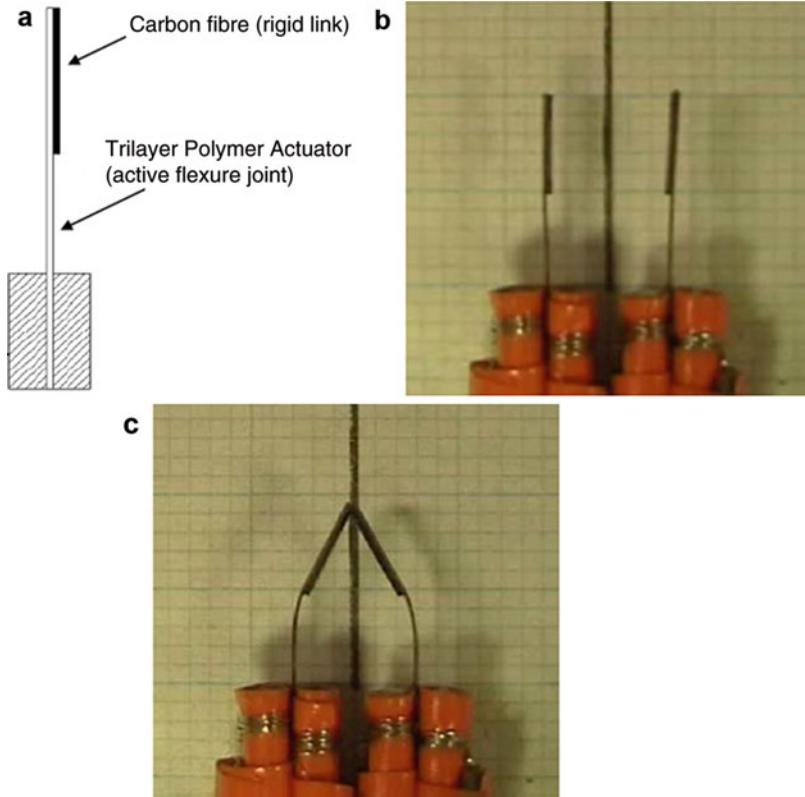 a
Carbon fibre (rigid link)
Trilayer Polymer Actuator
(active flexure joint)
b
c